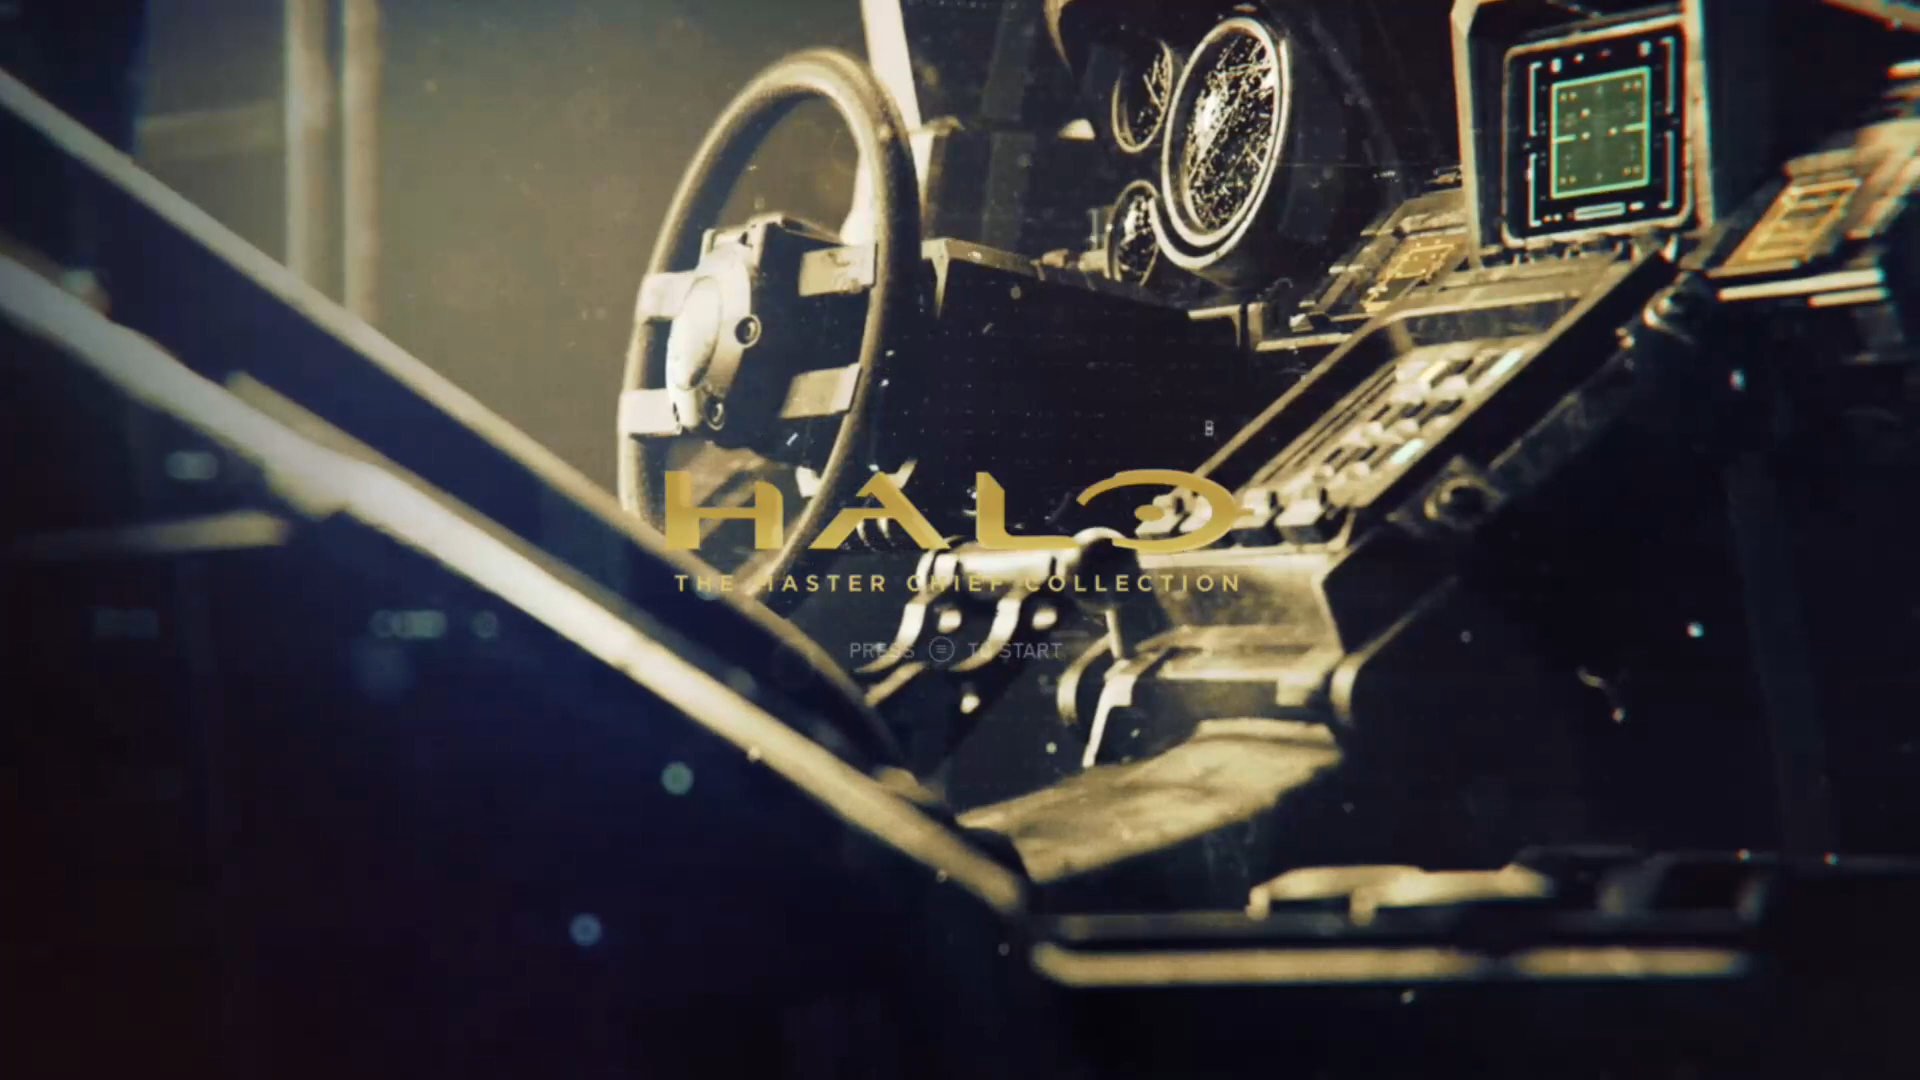 HALO
THE MASTER CHIEF COLLECTION
PRESS ≡ TO START